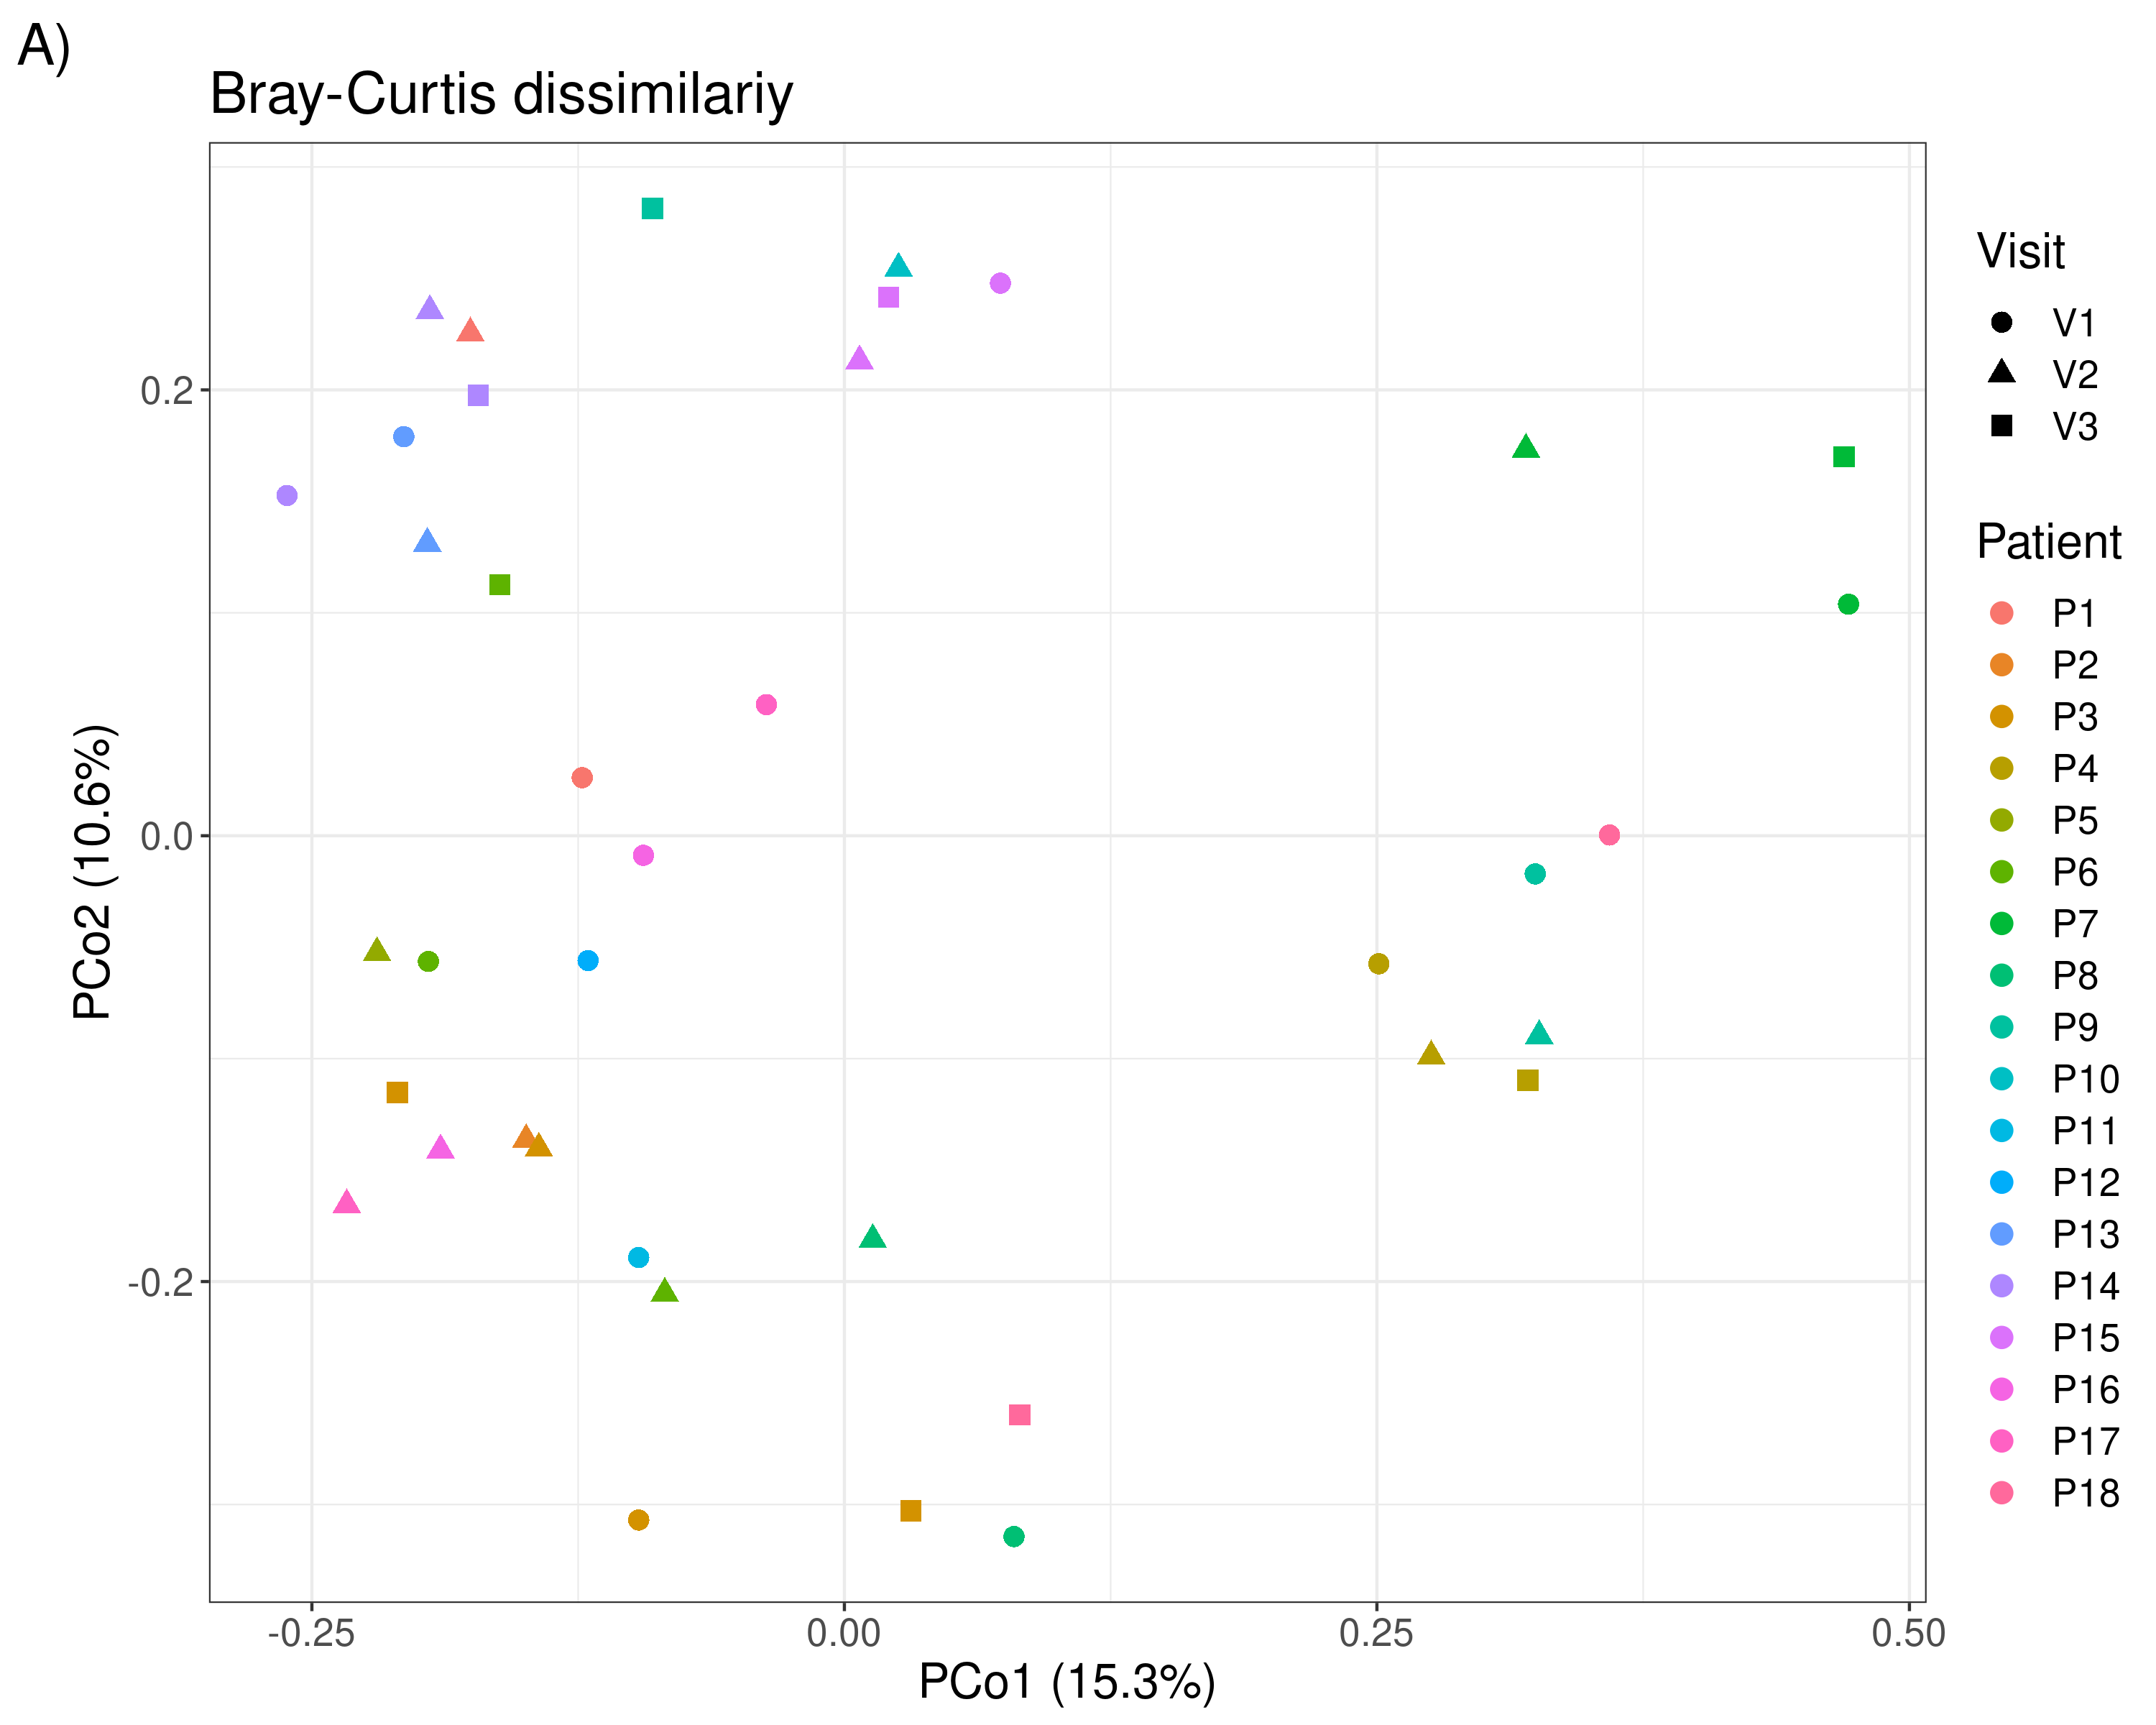 A)
Bray-Curtis dissimilariy
Visit
V1
V2
V3
Patient
P1
P2
P3
P4
P5
P6
P7
P8
P9
P10
P11
P12
P13
P14
P15
P16
P17
P18
PCo2 (10.6%)
0.2
0.0
-0.2
-0.25
0.00
0.25
0.50
PCo1 (15.3%)